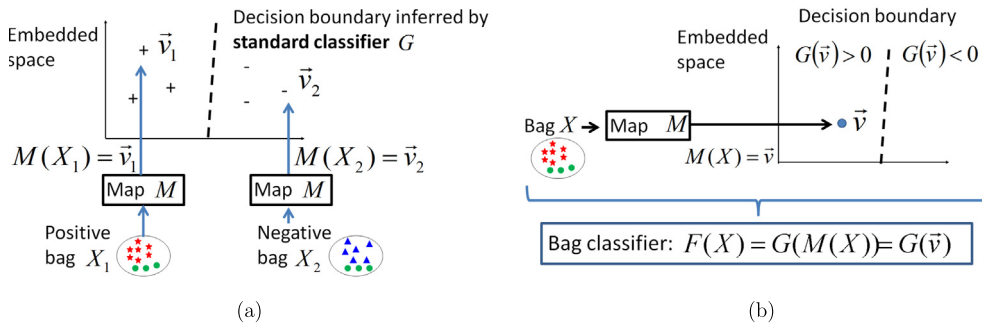 Embedded
space
Decision boundary inferred by
standard classifier G
+ v⃗₁
+
+
-
-
- v⃗₂
-
M(X₁)=v⃗₁
M(X₂)=v⃗₂
Map M
Map M
Positive
bag X₁
Negative
bag X₂
(a)
Decision boundary
Embedded
space
G(v⃗)>0
G(v⃗)<0
Bag X
Map M
v⃗
M(X)=v⃗
Bag classifier: F(X)=G(M(X))=G(v⃗)
(b)